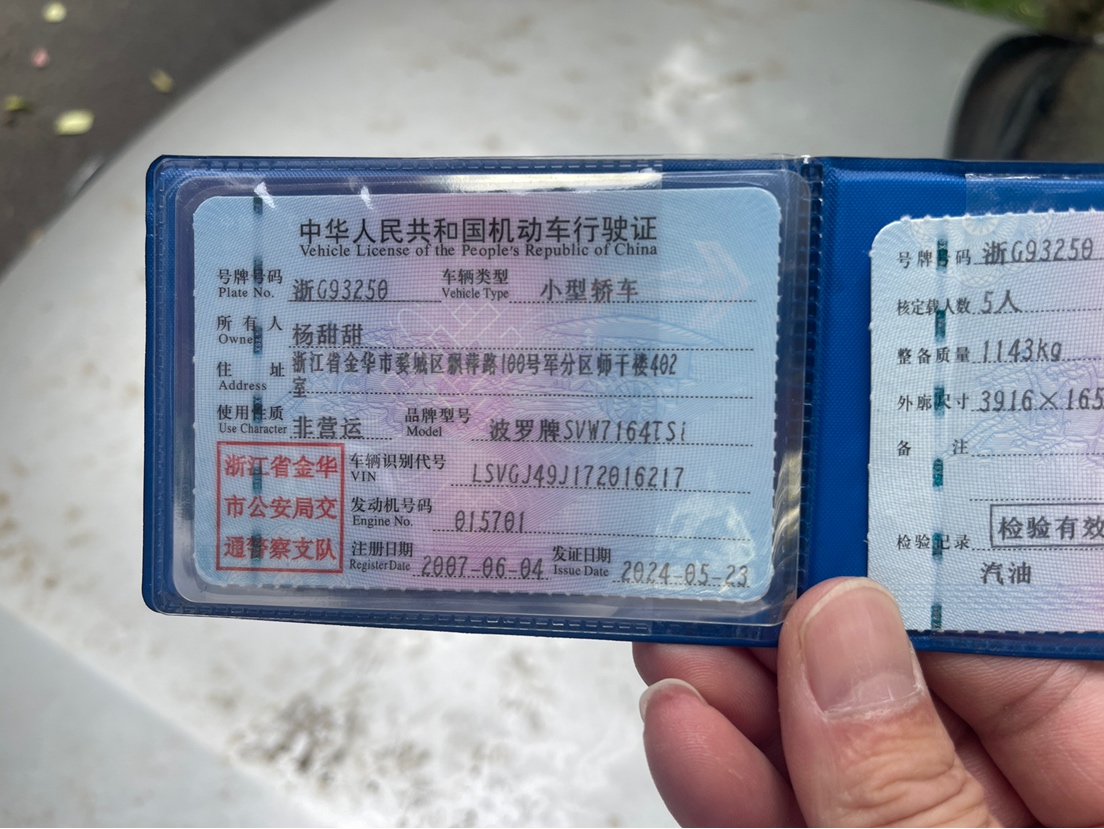 中华人民共和国机动车行驶证
Vehicle License of the People's Republic of China
号牌号码 浙G93250 车辆类型 小型轿车
Plate No. Vehicle Type
所有人 杨甜甜
Owner
住址 浙江省金华市婺城区飘萍路100号军分区师干楼402
Address 室
使用性质 非营运 品牌型号 波罗牌SVW7164TSi
Use Character Model
浙江省金华
市公安局交
通警察支队
车辆识别代号 LSVGJ49J172016217
VIN
发动机号码 015701
Engine No.
注册日期 2007-06-04 发证日期 2024-05-23
Register Date Issue Date
号牌号码 浙G93250
核定载人数 5人
整备质量 1143kg
外廓尺寸 3916×165
备注
检验记录 检验有效
汽油